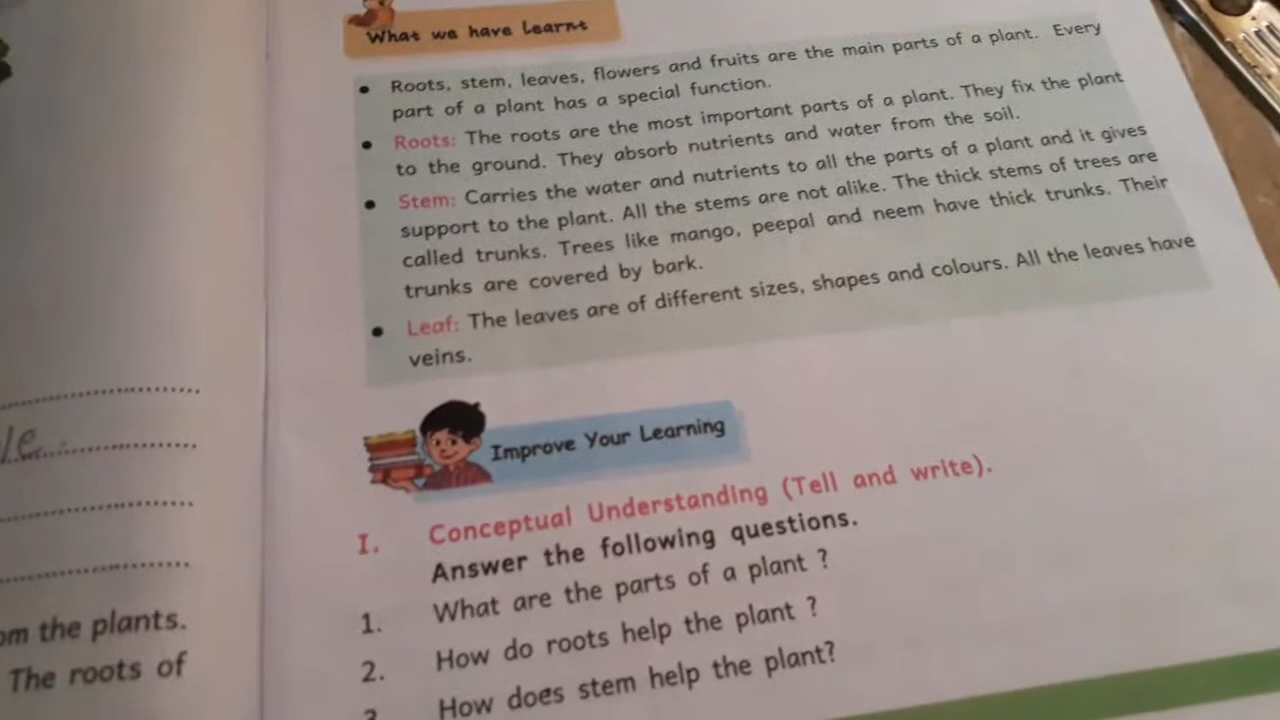 What we have Learnt
• Roots, stem, leaves, flowers and fruits are the main parts of a plant. Every
part of a plant has a special function.
• Roots: The roots are the most important parts of a plant. They fix the plant
to the ground. They absorb nutrients and water from the soil.
• Stem: Carries the water and nutrients to all the parts of a plant and it gives
support to the plant. All the stems are not alike. The thick stems of trees are
called trunks. Trees like mango, peepal and neem have thick trunks. Their
trunks are covered by bark.
• Leaf: The leaves are of different sizes, shapes and colours. All the leaves have
veins.
Improve Your Learning
I. Conceptual Understanding (Tell and write).
Answer the following questions.
1. What are the parts of a plant ?
2. How do roots help the plant ?
3. How does stem help the plant?
the plants.
The roots of